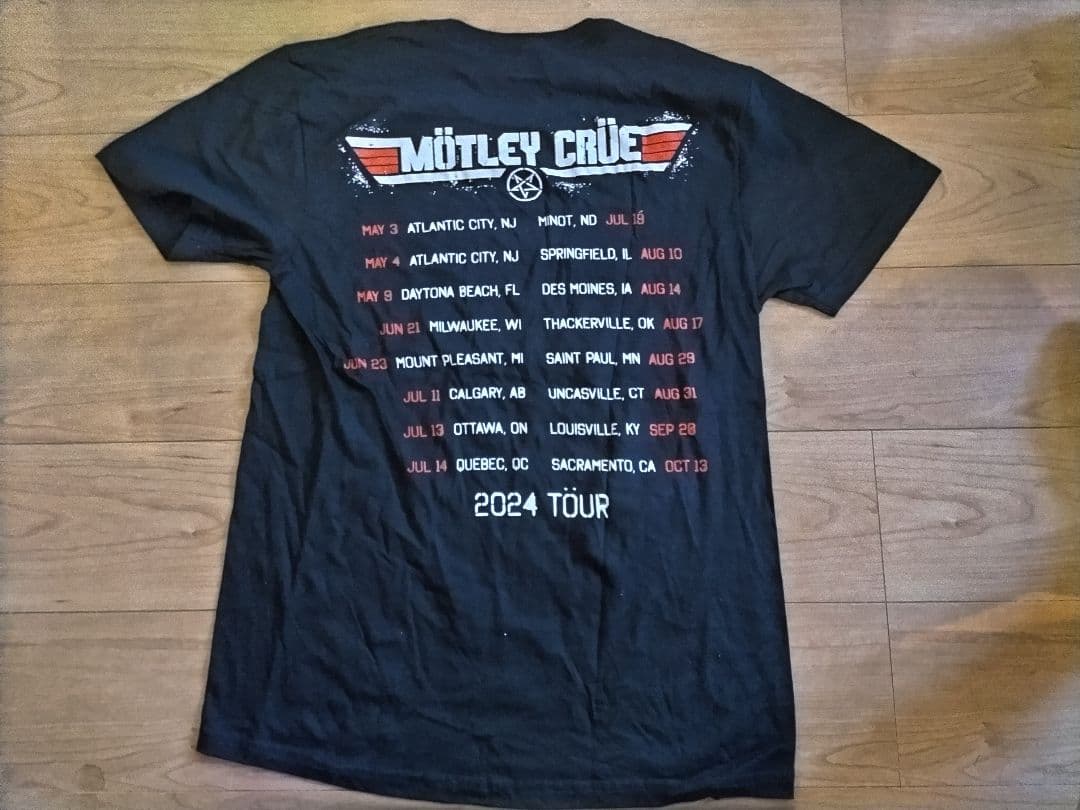 MÖTLEY CRÜE
MAY 3 ATLANTIC CITY, NJ MINOT, ND JUL 19
MAY 4 ATLANTIC CITY, NJ SPRINGFIELD, IL AUG 10
MAY 9 DAYTONA BEACH, FL DES MOINES, IA AUG 14
JUN 21 MILWAUKEE, WI THACKERVILLE, OK AUG 17
JUN 23 MOUNT PLEASANT, MI SAINT PAUL, MN AUG 29
JUL 11 CALGARY, AB UNCASVILLE, CT AUG 31
JUL 13 OTTAWA, ON LOUISVILLE, KY SEP 28
JUL 14 QUEBEC, QC SACRAMENTO, CA OCT 13
2024 TÖUR